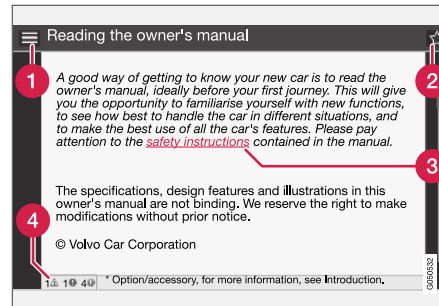 Reading the owner's manual
1
2
A good way of getting to know your new car is to read the
owner's manual, ideally before your first journey. This will give
you the opportunity to familiarise yourself with new functions,
to see how best to handle the car in different situations, and
to make the best use of all the car's features. Please pay
attention to the safety instructions contained in the manual.
3
The specifications, design features and illustrations in this
owner's manual are not binding. We reserve the right to make
modifications without prior notice.
4
© Volvo Car Corporation
1 1 4 * Option/accessory, for more information, see Introduction.
G050532